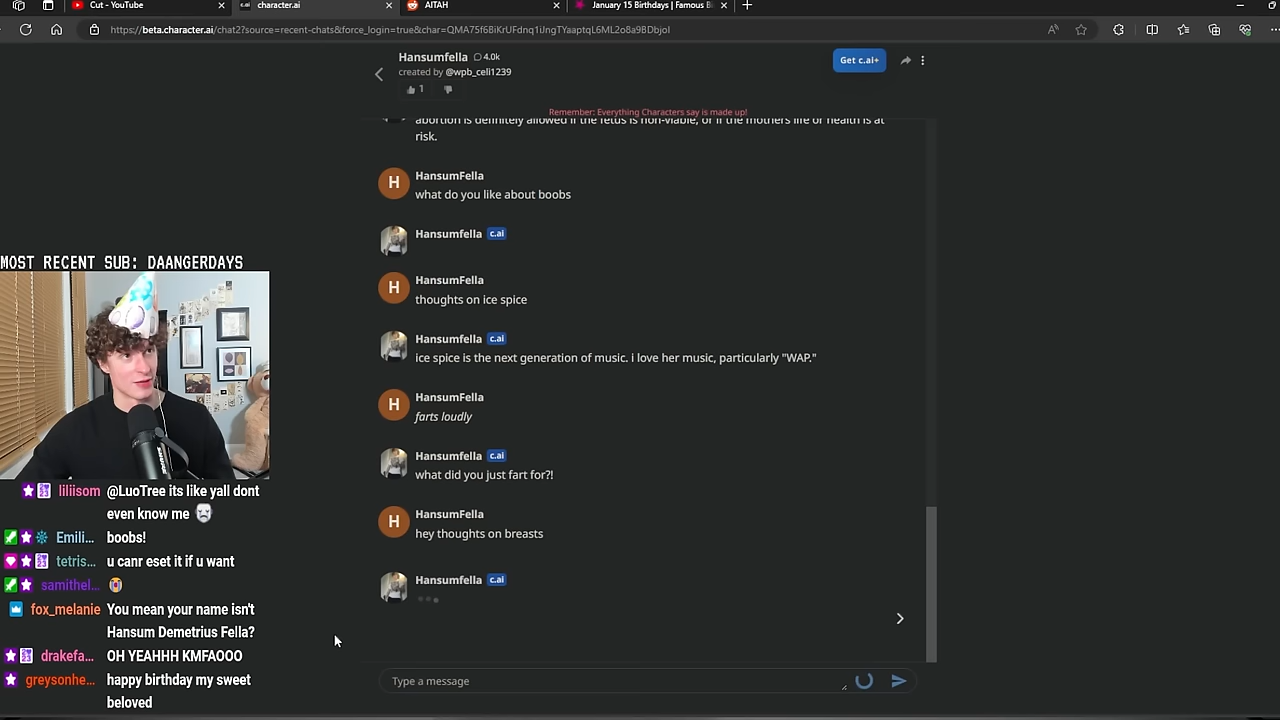 Cut - YouTube
character.ai
AITAH
January 15 Birthdays | Famous B
https://beta.character.ai/chat2?source=recent-chats&force_login=true&char=QMA75f6BiKrUFdnq1iJngTYaaptqL6ML2o8a9BDbjoI
Hansumfella 4.0k
created by @wpb_celi1239
1
Get c.ai+
Remember: Everything Characters say is made up!
abortion is definitely allowed if the fetus is non-viable, or if the mothers life or health is at
risk.
H
HansumFella
what do you like about boobs
Hansumfella c.ai
H
HansumFella
thoughts on ice spice
Hansumfella c.ai
ice spice is the next generation of music. i love her music, particularly "WAP."
H
HansumFella
farts loudly
Hansumfella c.ai
what did you just fart for?!
H
HansumFella
hey thoughts on breasts
Hansumfella c.ai
Type a message
MOST RECENT SUB: DAANGERDAYS
liliisom @LuoTree its like yall dont
even know me
Emili... boobs!
tetris... u canr eset it if u want
samithel...
fox_melanie You mean your name isn't
Hansum Demetrius Fella?
drakefa... OH YEAHHH KMFAOOO
greysonhe... happy birthday my sweet
beloved